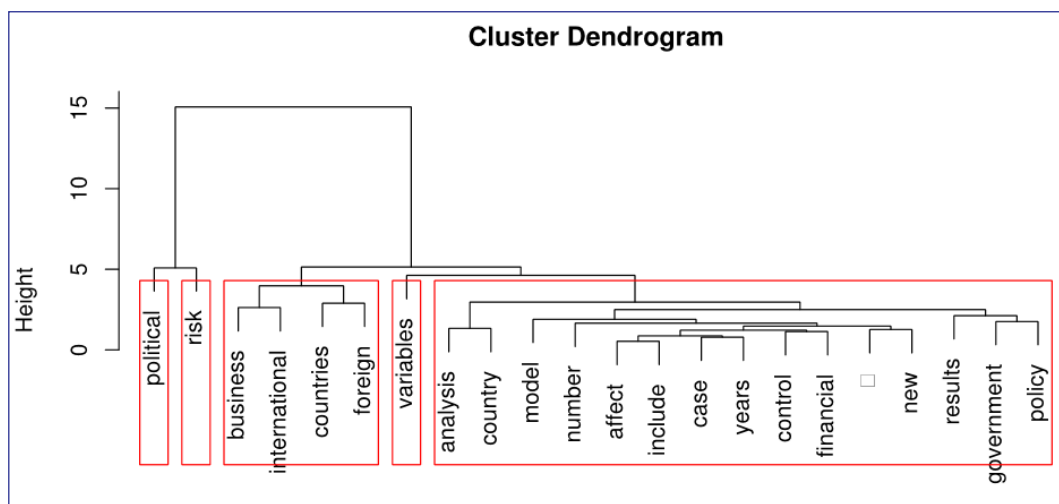 Cluster Dendrogram
Height
15
10
5
0
political
risk
business
international
countries
foreign
variables
analysis
country
model
number
affect
include
case
years
control
financial
□
new
results
government
policy